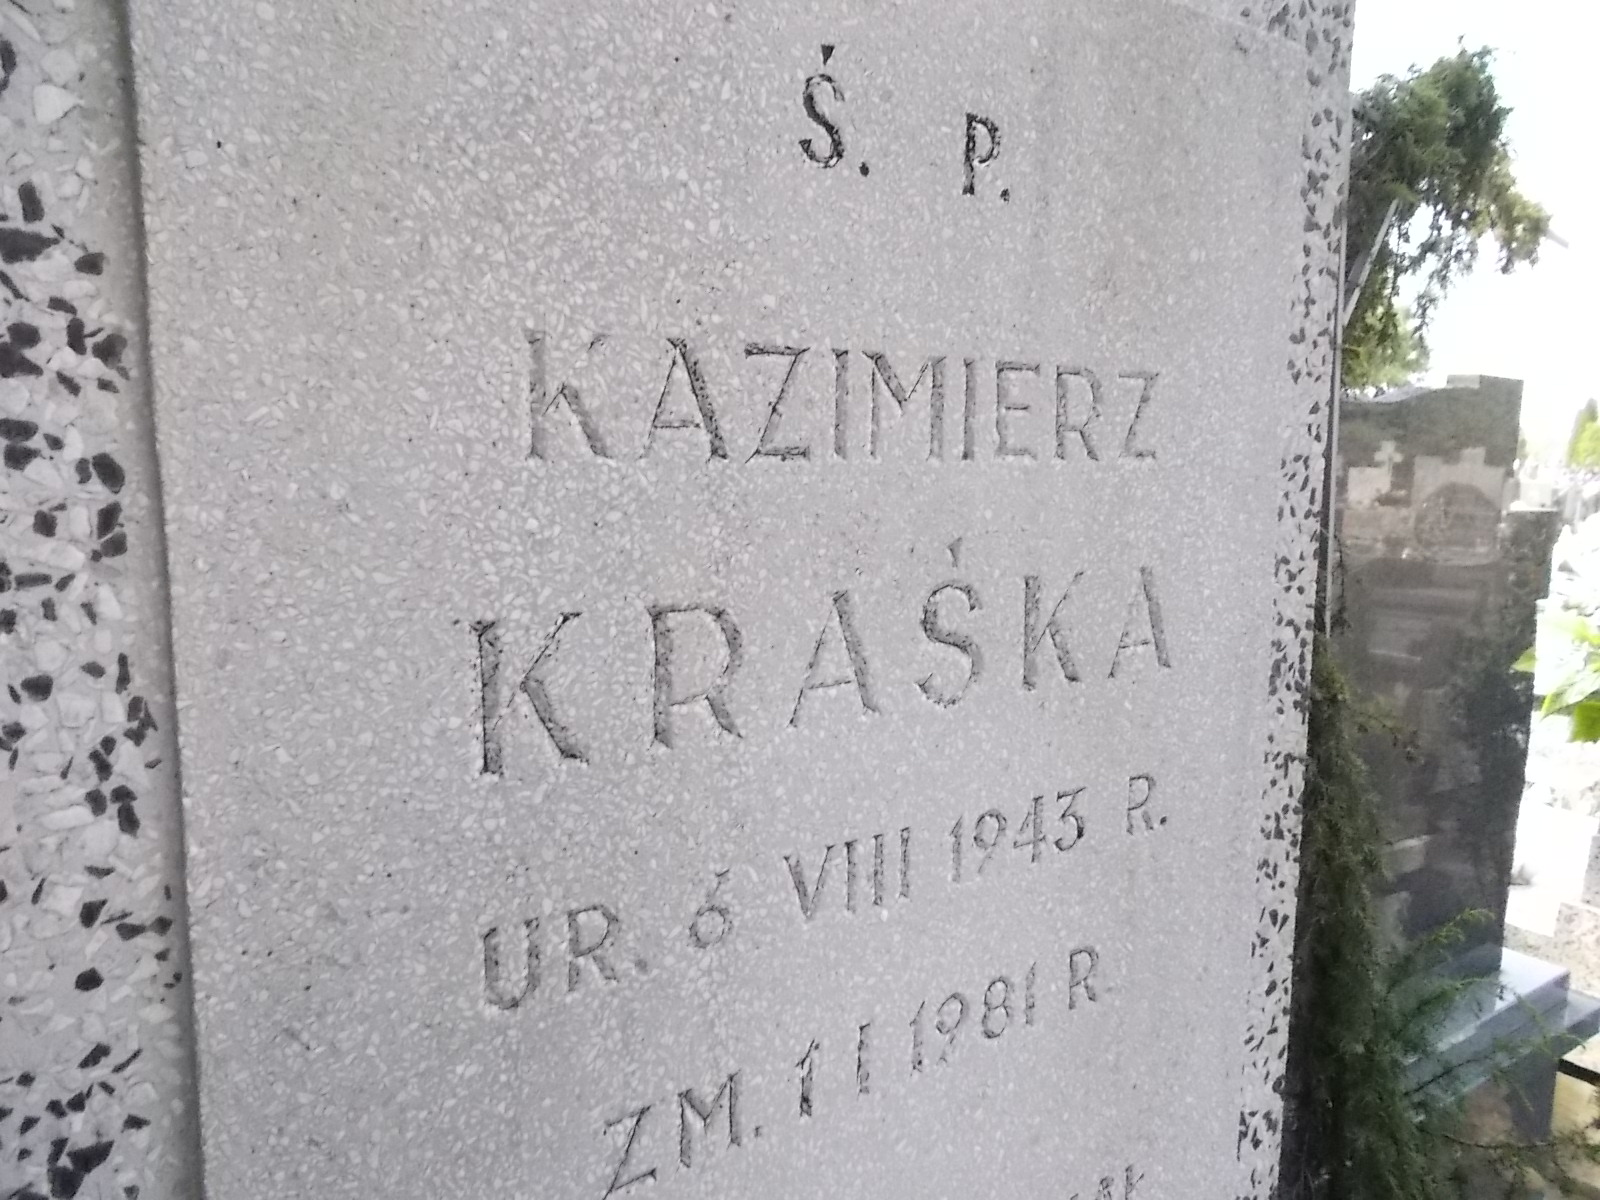 Ś. P.
KAZIMIERZ
KRAŚKA
UR. 6 VIII 1943 R.
ZM. 1 I 1981 R.